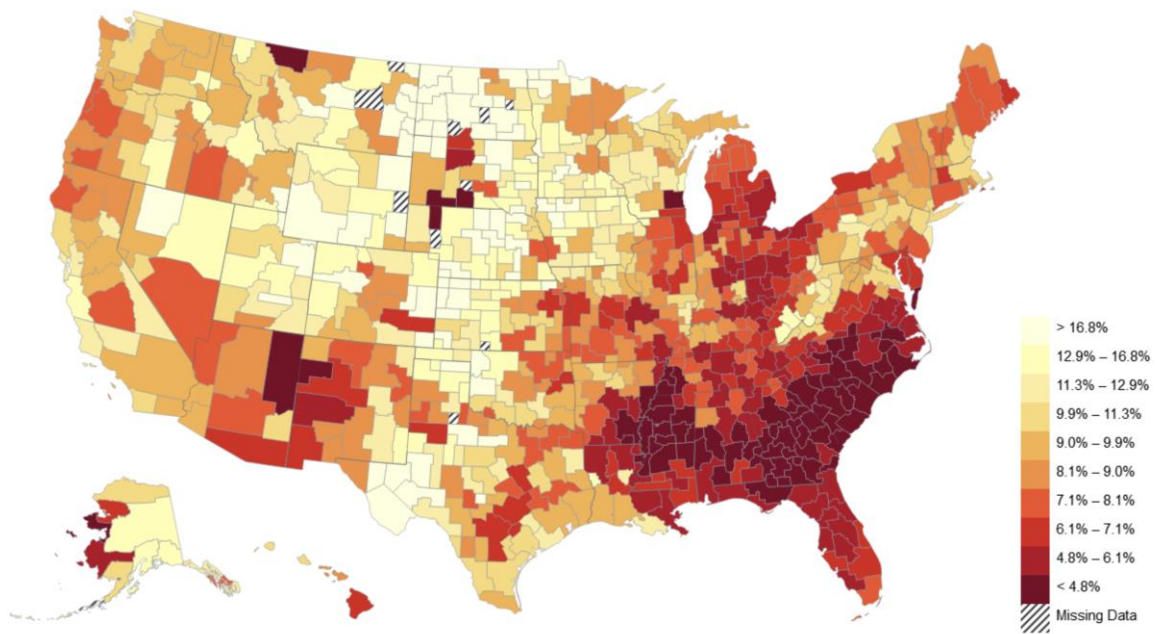 > 16.8%
12.9% – 16.8%
11.3% – 12.9%
9.9% – 11.3%
9.0% – 9.9%
8.1% – 9.0%
7.1% – 8.1%
6.1% – 7.1%
4.8% – 6.1%
< 4.8%
Missing Data